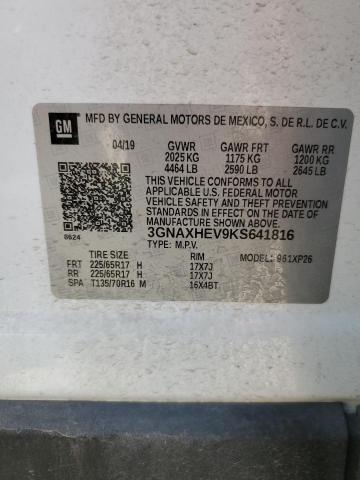 GM
MFD BY GENERAL MOTORS DE MEXICO, S. DE R.L. DE C.V.
04/19 GVWR GAWR FRT GAWR RR
2025 KG 1175 KG 1200 KG
4464 LB 2590 LB 2645 LB
THIS VEHICLE CONFORMS TO ALL
APPLICABLE U.S. FEDERAL MOTOR
VEHICLE SAFETY AND THEFT PREVENTION
STANDARDS IN EFFECT ON THE DATE OF
MANUFACTURE SHOWN ABOVE.
8624 3GNAXHEV9KS641816
TYPE: M.P.V.
TIRE SIZE RIM MODEL: 961XP26
FRT 225/65R17 H 17X7J
RR 225/65R17 H 17X7J
SPA T135/70R16 M 16X4BT